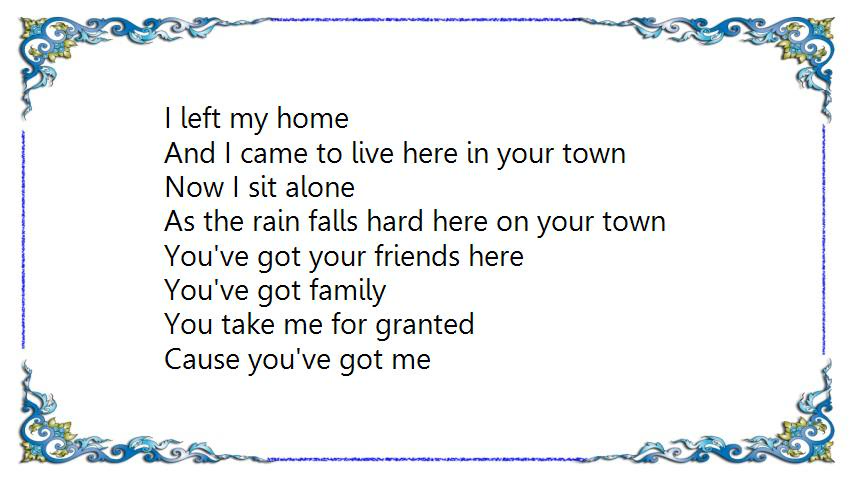 I left my home
And I came to live here in your town
Now I sit alone
As the rain falls hard here on your town
You've got your friends here
You've got family
You take me for granted
Cause you've got me